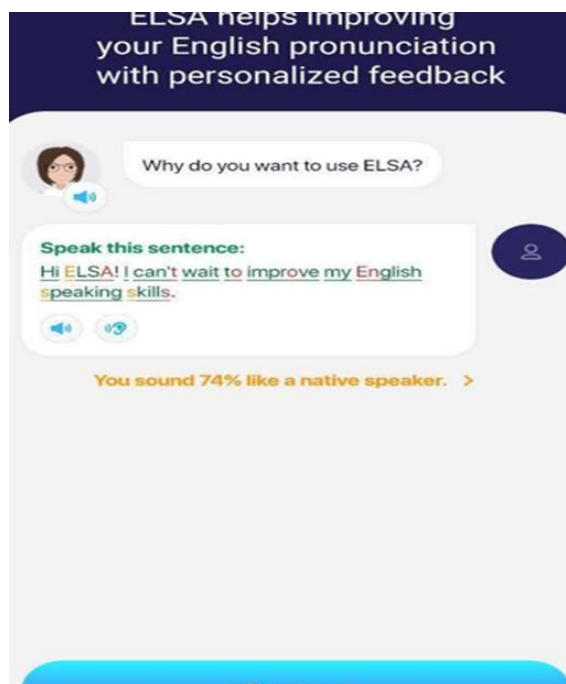 ELSA helps improving
your English pronunciation
with personalized feedback
Why do you want to use ELSA?
Speak this sentence:
Hi ELSA! I can't wait to improve my English
speaking skills.
You sound 74% like a native speaker. >